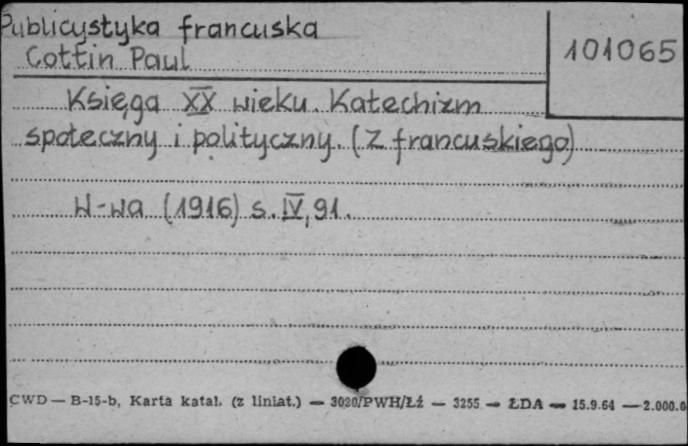 Publicystyka francuska
101065
Cottin Paul
Księga XX wieku. Katechizm
społeczny i polityczny. (Z francuskiego)
W-wa (1916) s. IV, 91.
CWD — B-15-b, Karta katal. (z liniat.) — 3020/PWH/Łź — 3255 — ŁDA — 15.9.64 — 2.000.0